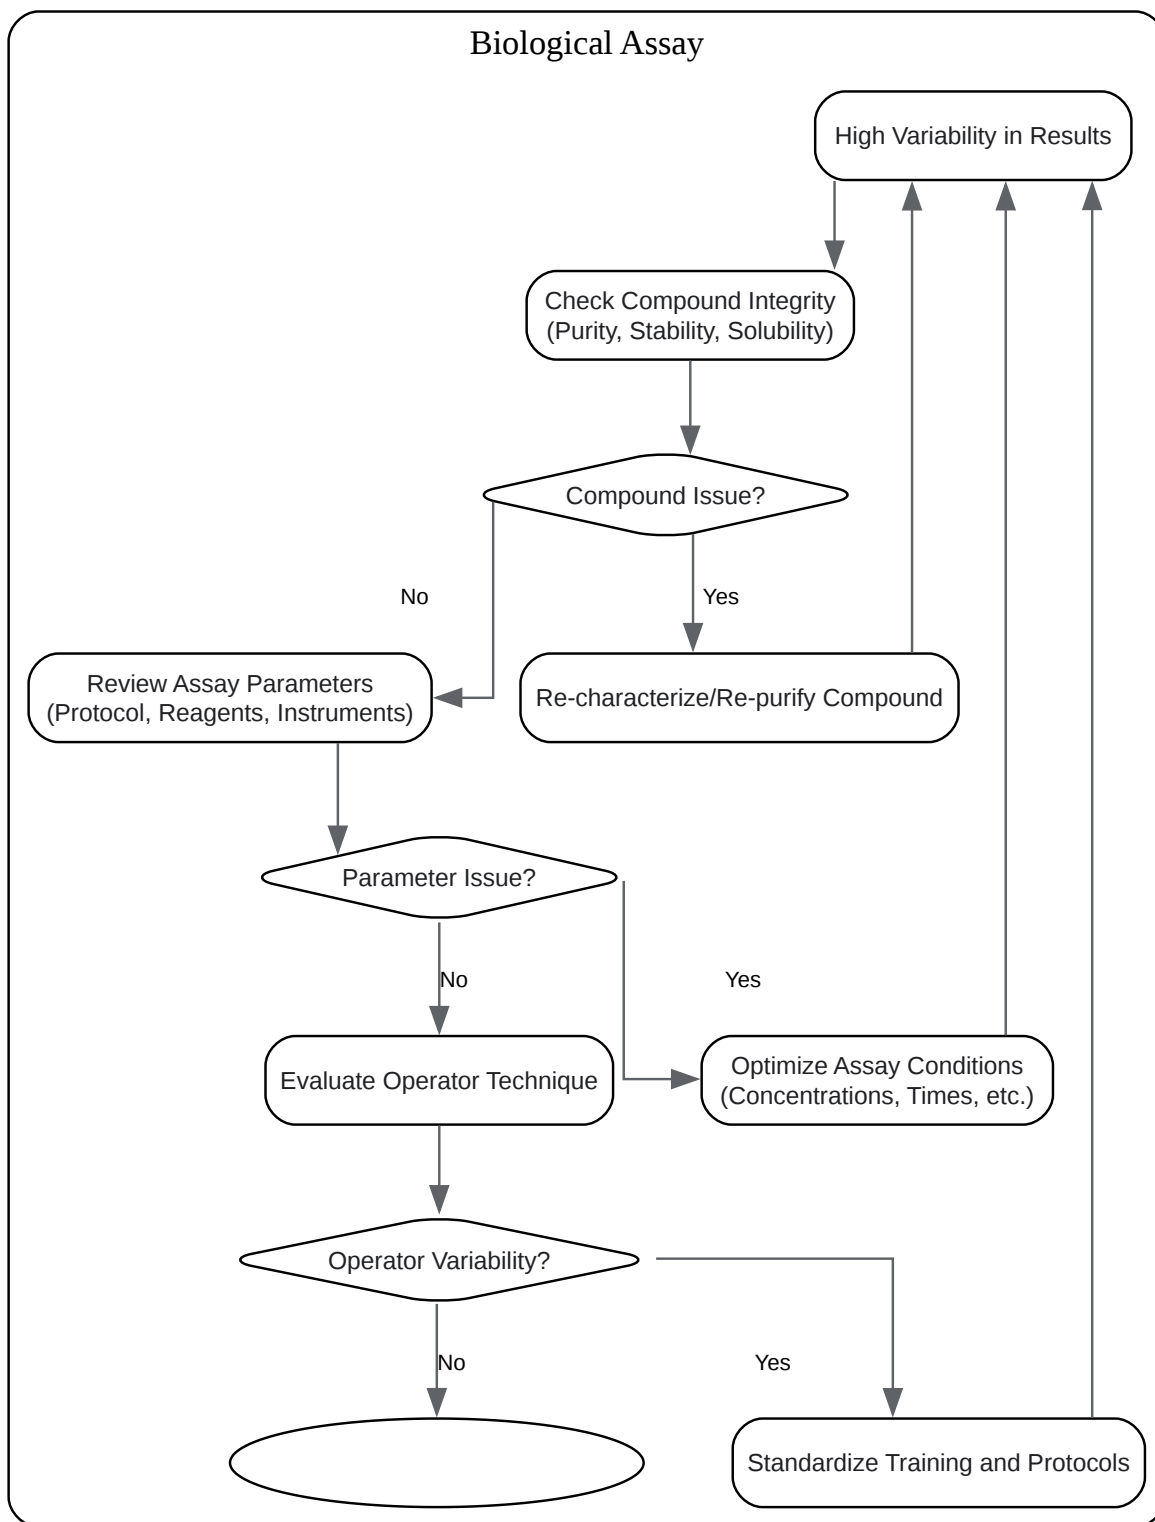 Biological Assay
High Variability in Results
Check Compound Integrity
(Purity, Stability, Solubility)
Compound Issue?
No
Yes
Review Assay Parameters
(Protocol, Reagents, Instruments)
Re-characterize/Re-purify Compound
Parameter Issue?
No
Yes
Evaluate Operator Technique
Optimize Assay Conditions
(Concentrations, Times, etc.)
Operator Variability?
No
Yes
Standardize Training and Protocols